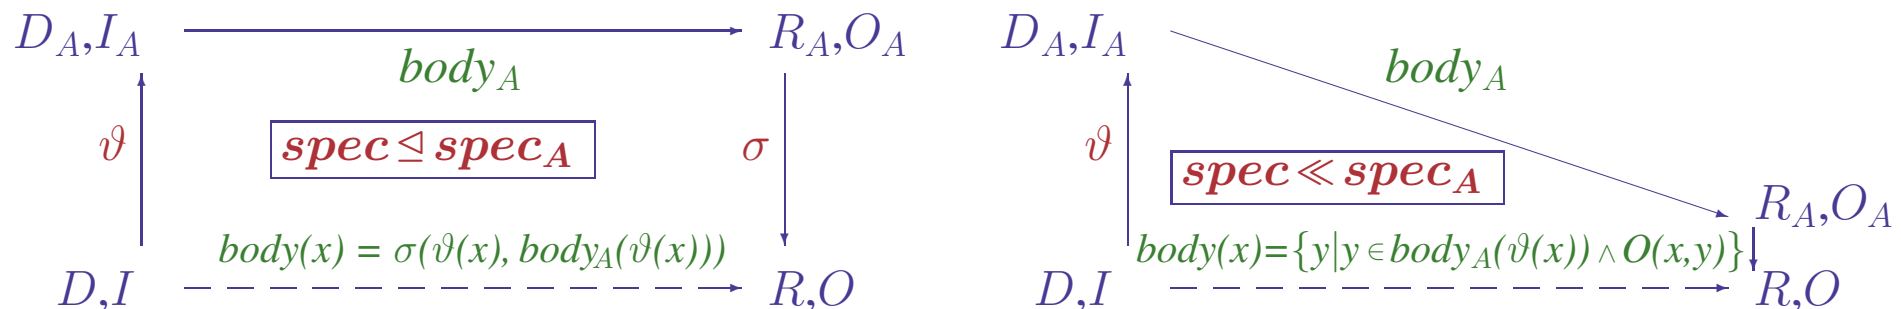 D_A,I_A R_A,O_A D_A,I_A
body_A body_A
ϑ spec ⊴ spec_A σ ϑ spec ≪ spec_A
R_A,O_A
body(x) = σ(ϑ(x), body_A(ϑ(x))) body(x)={y|y ∈ body_A(ϑ(x)) ∧ O(x,y)}
D,I R,O D,I R,O